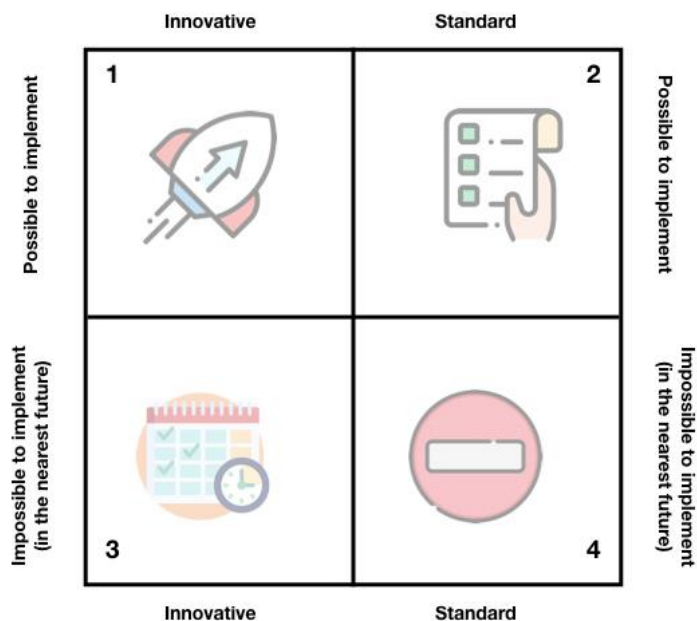 Innovative
Standard
1
2
Possible to implement
Possible to implement
Impossible to implement
(in the nearest future)
Impossible to implement
(in the nearest future)
3
4
Innovative
Standard